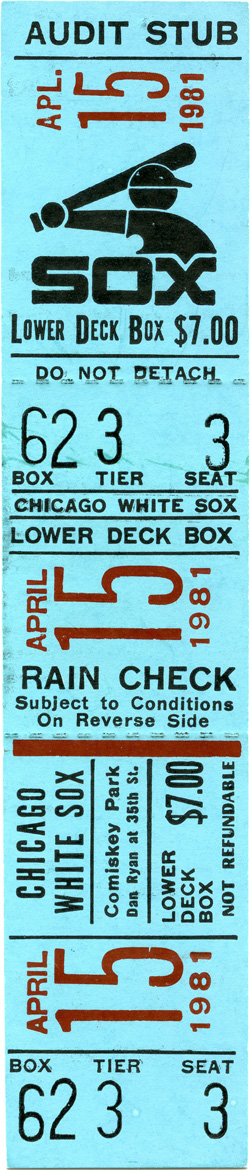 AUDIT STUB
APL. 15 1981
SOX
LOWER DECK BOX $7.00
DO NOT DETACH
62 3 3
BOX TIER SEAT
CHICAGO WHITE SOX
LOWER DECK BOX
APRIL 15 1981
RAIN CHECK
Subject to Conditions
On Reverse Side
CHICAGO
WHITE SOX
Comiskey Park
Dan Ryan at 35th St.
LOWER
DECK
BOX
$7.00
NOT REFUNDABLE
APRIL 15 1981
BOX TIER SEAT
62 3 3